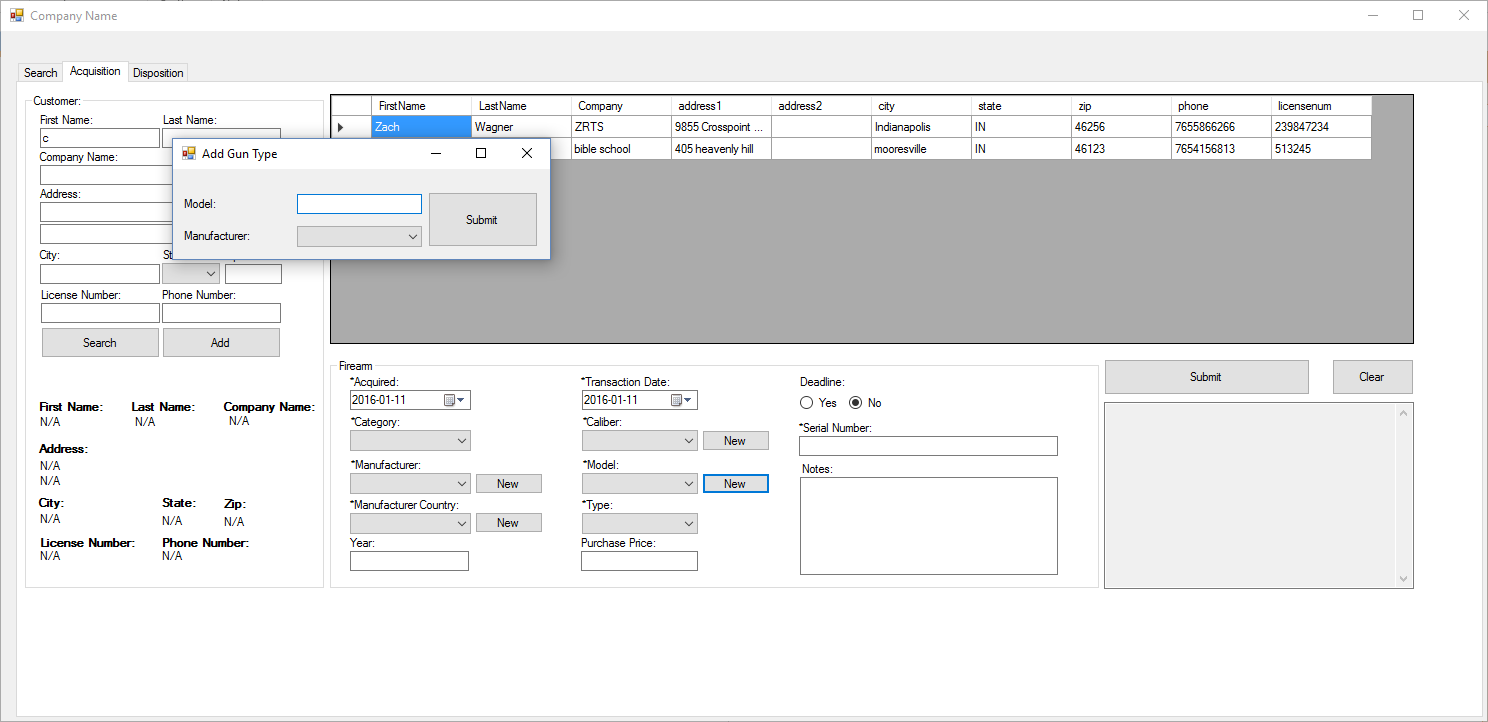 Company Name
Search Acquisition Disposition
Customer:
First Name: Last Name:
c
Company Name:
Address:
City:
License Number: Phone Number:
Search Add
First Name: Last Name: Company Name:
N/A N/A N/A
Address:
N/A
N/A
City: State: Zip:
N/A N/A N/A
License Number: Phone Number:
N/A N/A
FirstName LastName Company address1 address2 city state zip phone licensenum
Zach Wagner ZRTS 9855 Crosspoint ... Indianapolis IN 46256 7655866266 239847234
bible school 405 heavenly hill mooresville IN 46123 7654156813 513245
Add Gun Type
Model:
Manufacturer:
Submit
Firearm
*Acquired: *Transaction Date: Deadline:
2016-01-11 2016-01-11 Yes No
*Category: *Caliber: New *Serial Number:
*Manufacturer: New *Model: New Notes:
*Manufacturer Country: New *Type:
Year: Purchase Price:
Submit Clear